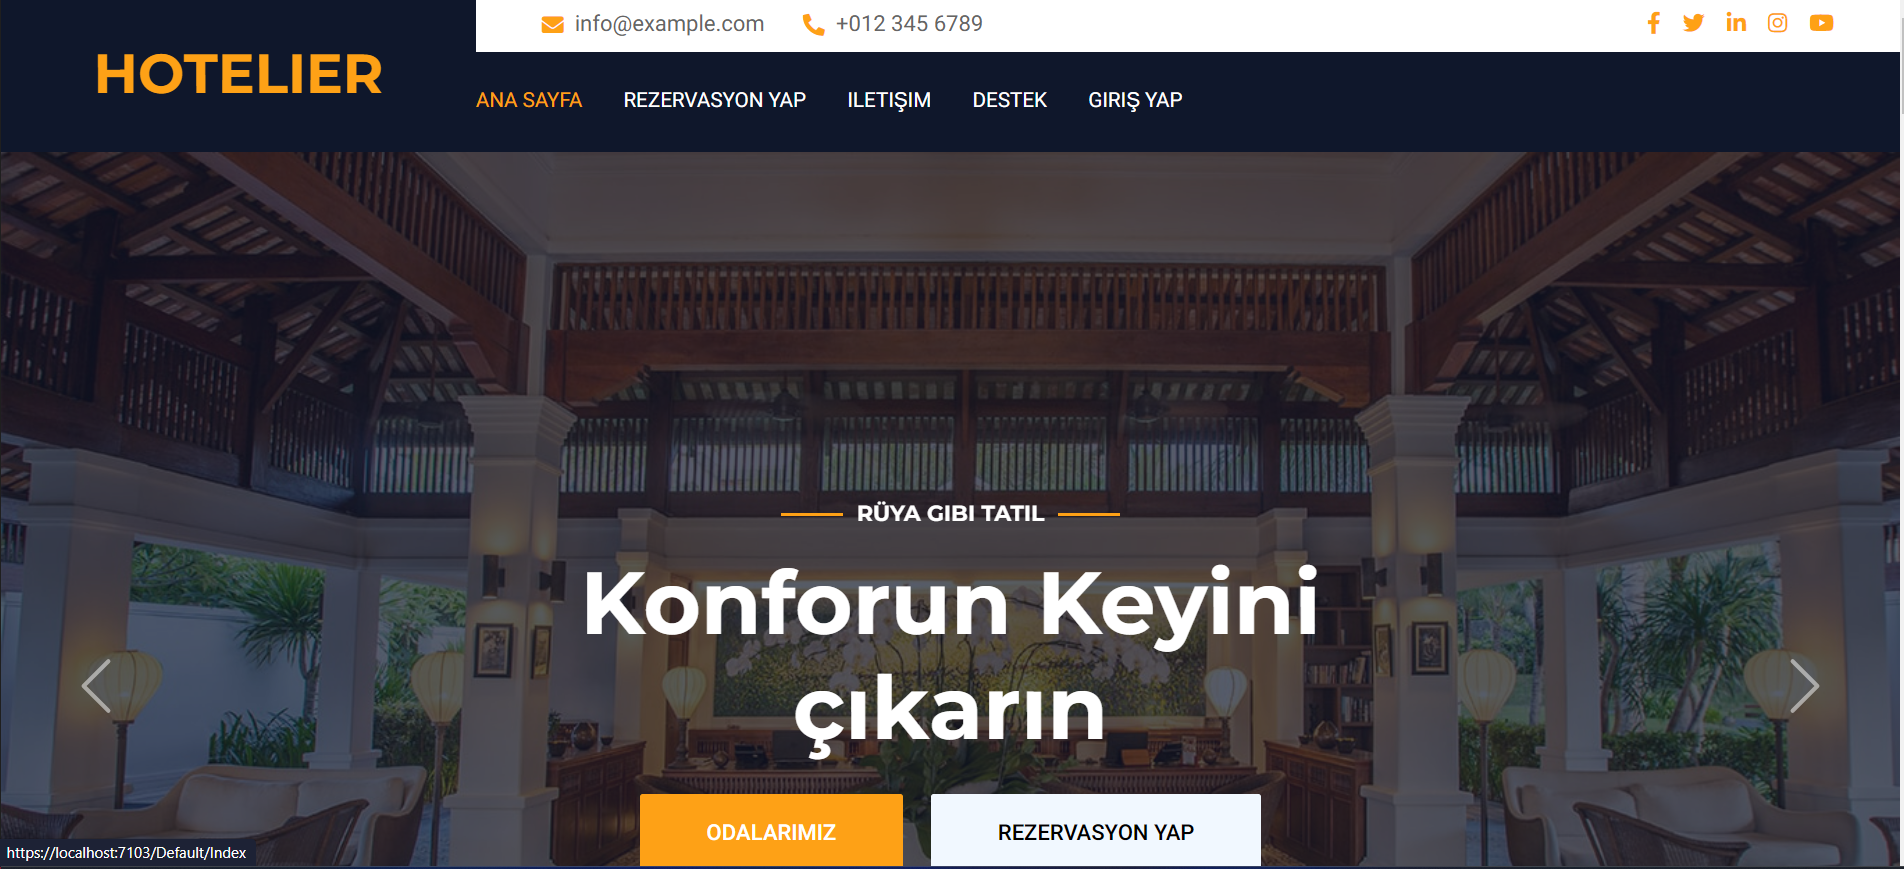 info@example.com +012 345 6789
HOTELIER
ANA SAYFA REZERVASYON YAP ILETIŞIM DESTEK GIRIŞ YAP
RÜYA GIBI TATIL
Konforun Keyini
çıkarın
ODALARIMIZ REZERVASYON YAP
https://localhost:7103/Default/Index